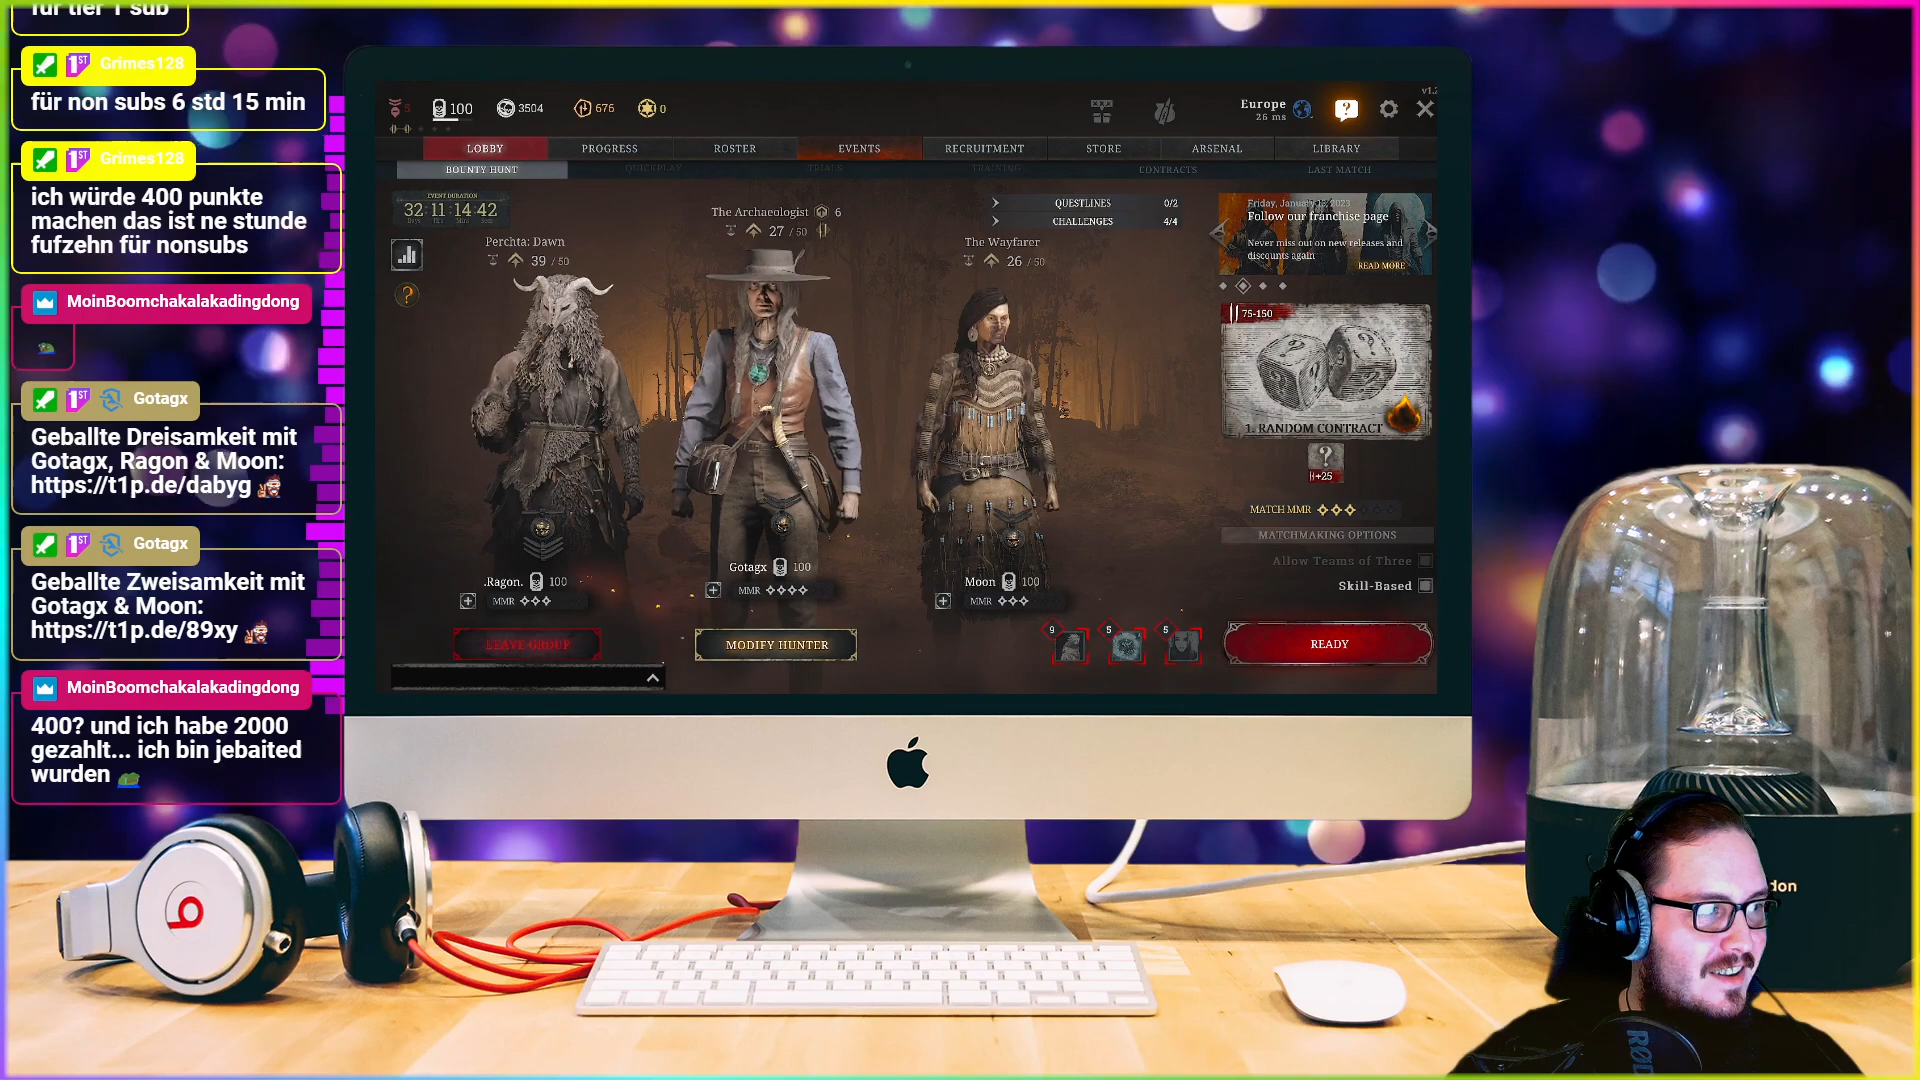 für tier 1 sub
Grimes128
für non subs 6 std 15 min
Grimes128
ich würde 400 punkte
machen das ist ne stunde
fufzehn für nonsubs
MoinBoomchakalakadingdong
Gotagx
Geballte Dreisamkeit mit
Gotagx, Ragon & Moon:
https://t1p.de/dabyg
Gotagx
Geballte Zweisamkeit mit
Gotagx & Moon:
https://t1p.de/89xy
MoinBoomchakalakadingdong
400? und ich habe 2000
gezahlt... ich bin jebaited
wurden
5 100 3504 676 0
Europe
26 ms
LOBBY PROGRESS ROSTER EVENTS RECRUITMENT STORE ARSENAL LIBRARY
BOUNTY HUNT QUICKPLAY TRIALS TRAINING CONTRACTS LAST MATCH
EVENT DURATION
32:11:14:42
Perchta: Dawn
39 / 50
The Archaeologist 6
27 / 50
The Wayfarer
26 / 50
QUESTLINES 0/2
CHALLENGES 4/4
Follow our franchise page
Never miss out on new releases and
discounts again
READ MORE
75-150
1. RANDOM CONTRACT
+25
MATCH MMR
MATCHMAKING OPTIONS
Allow Teams of Three
Skill-Based
.Ragon. 100
MMR
Gotagx 100
MMR
Moon 100
MMR
LEAVE GROUP
MODIFY HUNTER
9 5 5
READY
RØD